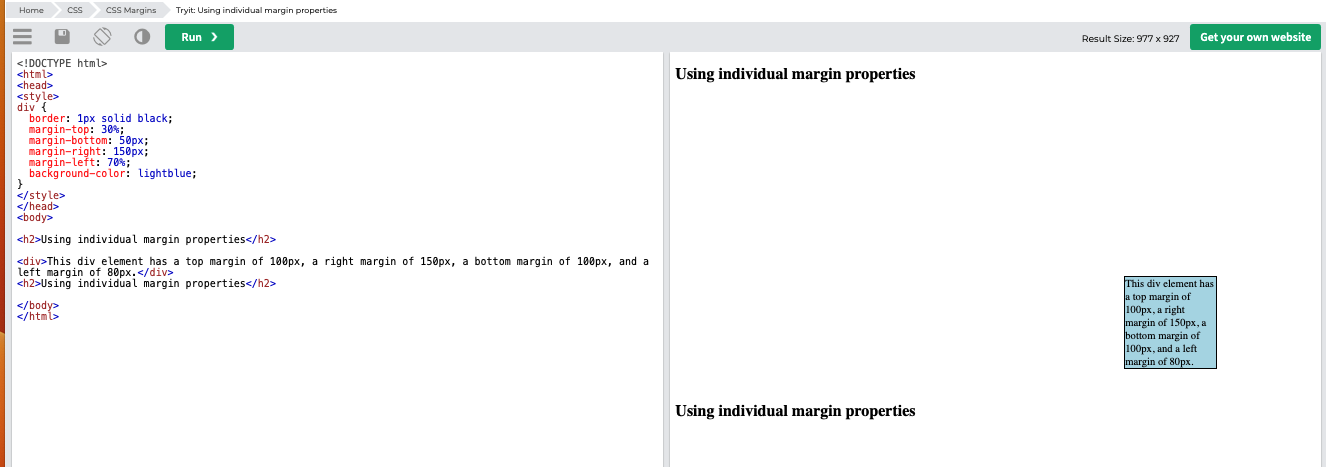 Home CSS CSS Margins Tryit: Using individual margin properties
Run ❯ Result Size: 977 x 927 Get your own website
<!DOCTYPE html>
<html>
<head>
<style>
div {
  border: 1px solid black;
  margin-top: 30%;
  margin-bottom: 50px;
  margin-right: 150px;
  margin-left: 70%;
  background-color: lightblue;
}
</style>
</head>
<body>
<h2>Using individual margin properties</h2>
<div>This div element has a top margin of 100px, a right margin of 150px, a bottom margin of 100px, and a
left margin of 80px.</div>
<h2>Using individual margin properties</h2>
</body>
</html>
Using individual margin properties
This div element has
a top margin of
100px, a right
margin of 150px, a
bottom margin of
100px, and a left
margin of 80px.
Using individual margin properties